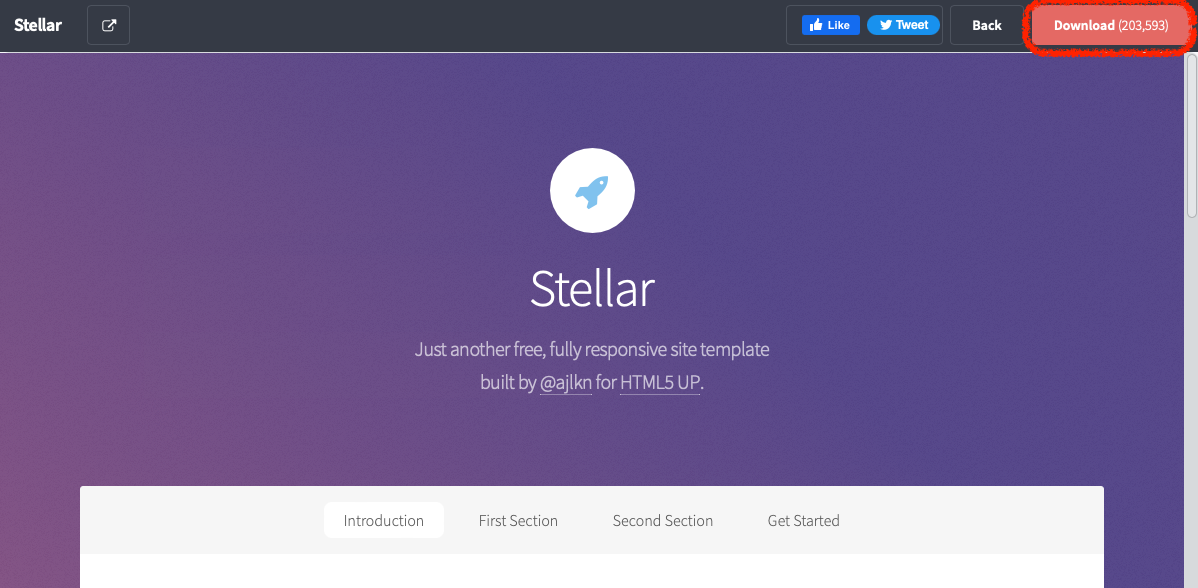 Stellar
Like
Tweet
Back
Download (203,593)
Stellar
Just another free, fully responsive site template
built by @ajlkn for HTML5 UP.
Introduction
First Section
Second Section
Get Started